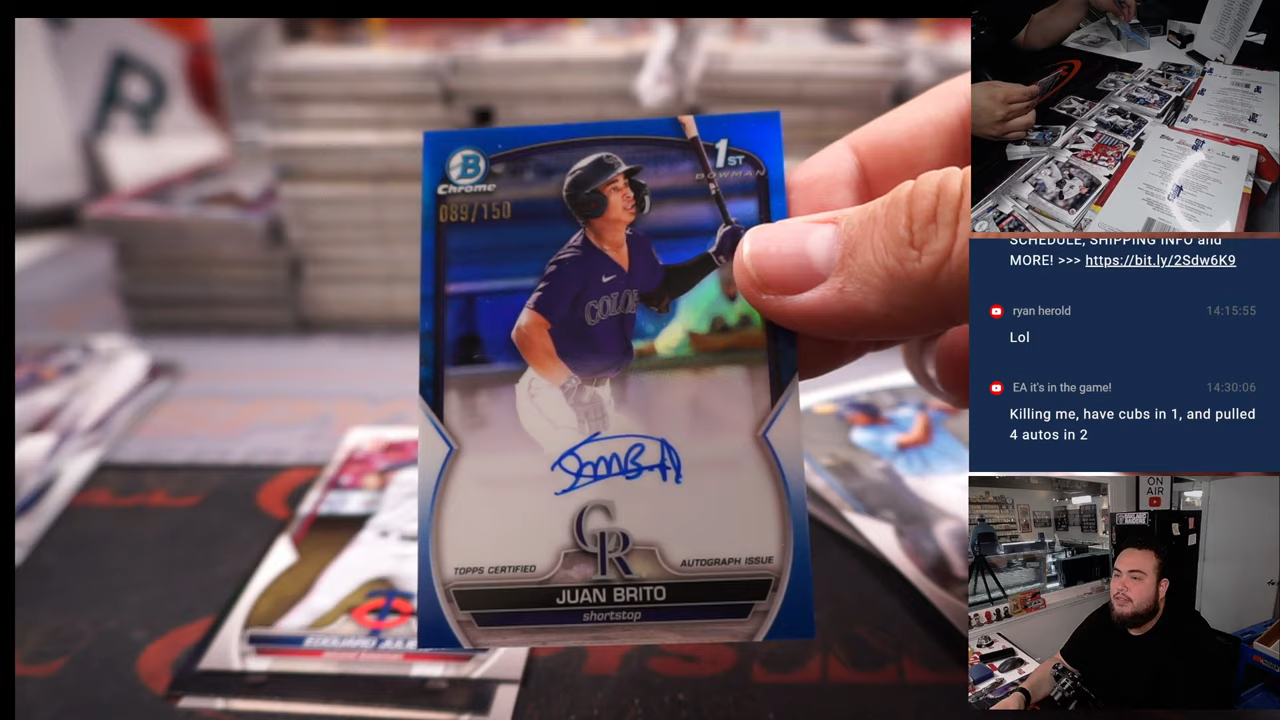 B
Chrome
1ST
BOWMAN
089/150
COLOR
CR
TOPPS CERTIFIED
AUTOGRAPH ISSUE
JUAN BRITO
shortstop
R
SCHEDULE, SHIPPING INFO and
MORE! >>> https://bit.ly/2Sdw6K9
ryan herold
14:15:55
Lol
EA it's in the game!
14:30:06
Killing me, have cubs in 1, and pulled
4 autos in 2
ON
AIR